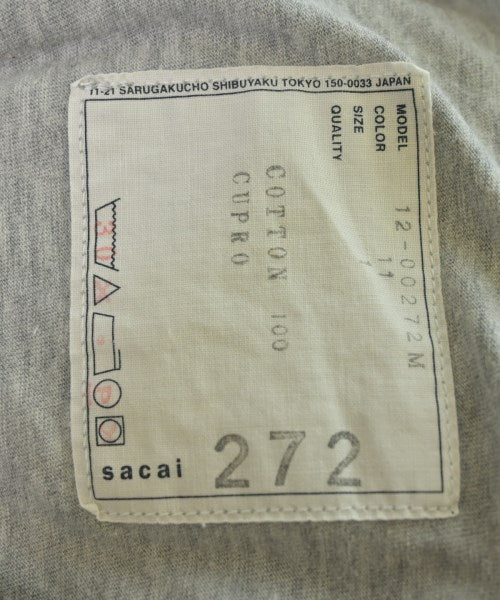 11-21 SARUGAKUCHO SHIBUYAKU TOKYO 150-0033 JAPAN
MODEL 12-00272M
COLOR 11
SIZE 1
QUALITY
COTTON 100
CUPRO
30
sacai 272